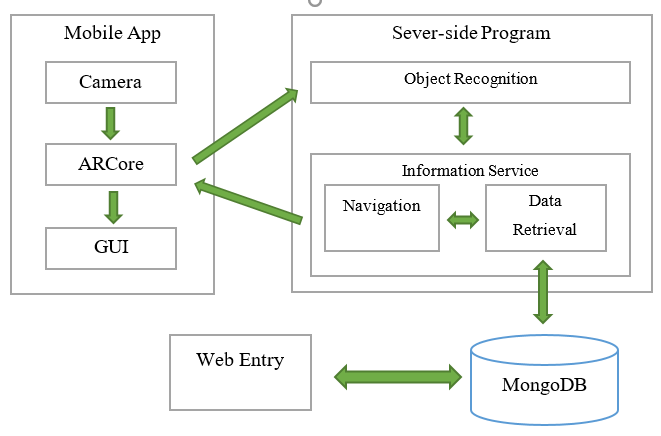 Mobile App
Camera
ARCore
GUI
Sever-side Program
Object Recognition
Information Service
Navigation
Data
Retrieval
Web Entry
MongoDB